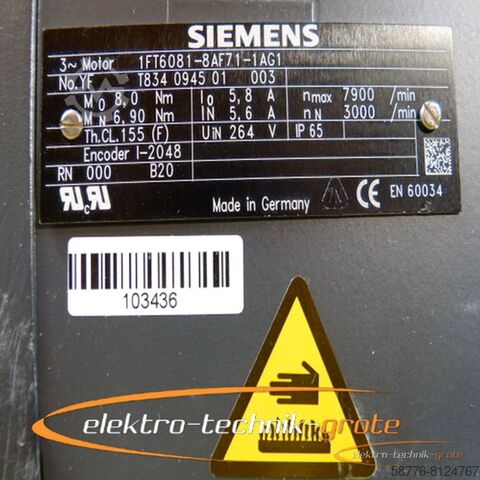 SIEMENS
3~ Motor 1FT6081-8AF71-1AG1
No.YF T834 0945 01 003
M0 8,0 Nm I0 5,8 A nmax 7900 /min
MN 6,90 Nm IN 5,6 A nN 3000 /min
Th.CL.155 (F) UIN 264 V IP 65
Encoder I-2048
RN 000 B20
Made in Germany CE EN 60034
103436
elektro-technik-grote
elektro-technik-grote
58776-8124767